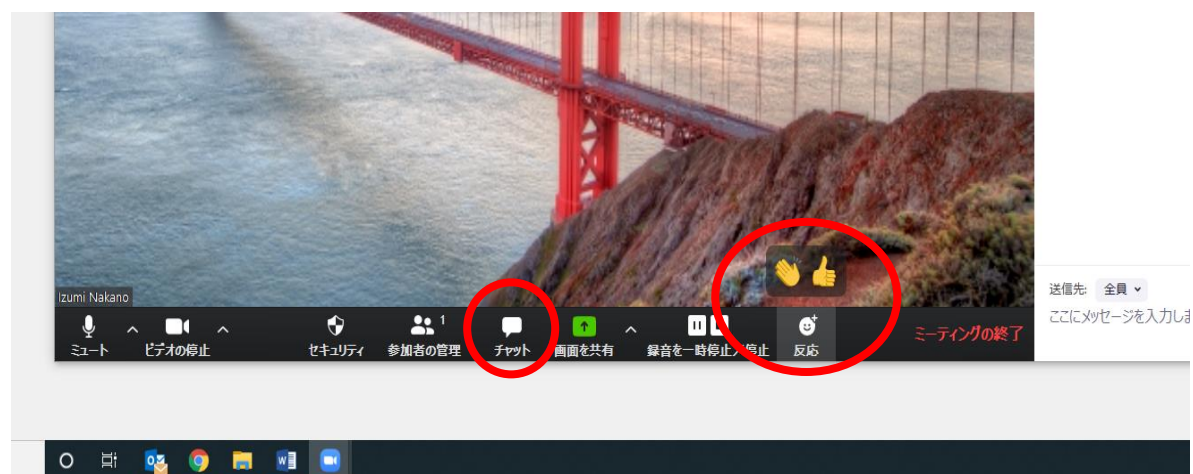 Izumi Nakano
1
ミュート
ビデオの停止
セキュリティ
参加者の管理
チャット
画面を共有
録音を一時停止/停止
反応
ミーティングの終了
送信先: 全員
ここにメッセージを入力しま